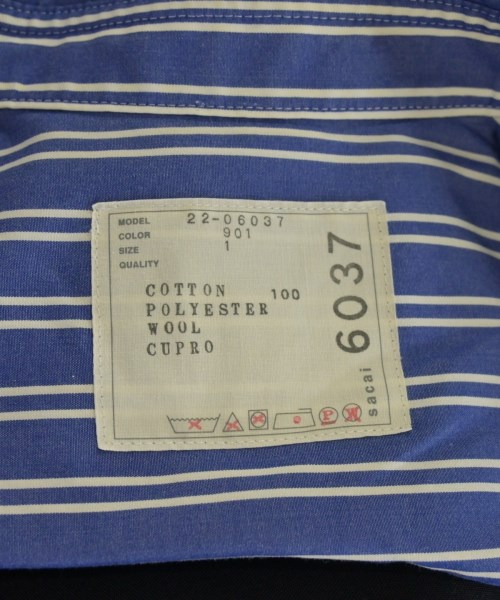 MODEL 22-06037
COLOR 901
SIZE 1
QUALITY
COTTON 100
POLYESTER
WOOL
CUPRO
sacai 6037
P W